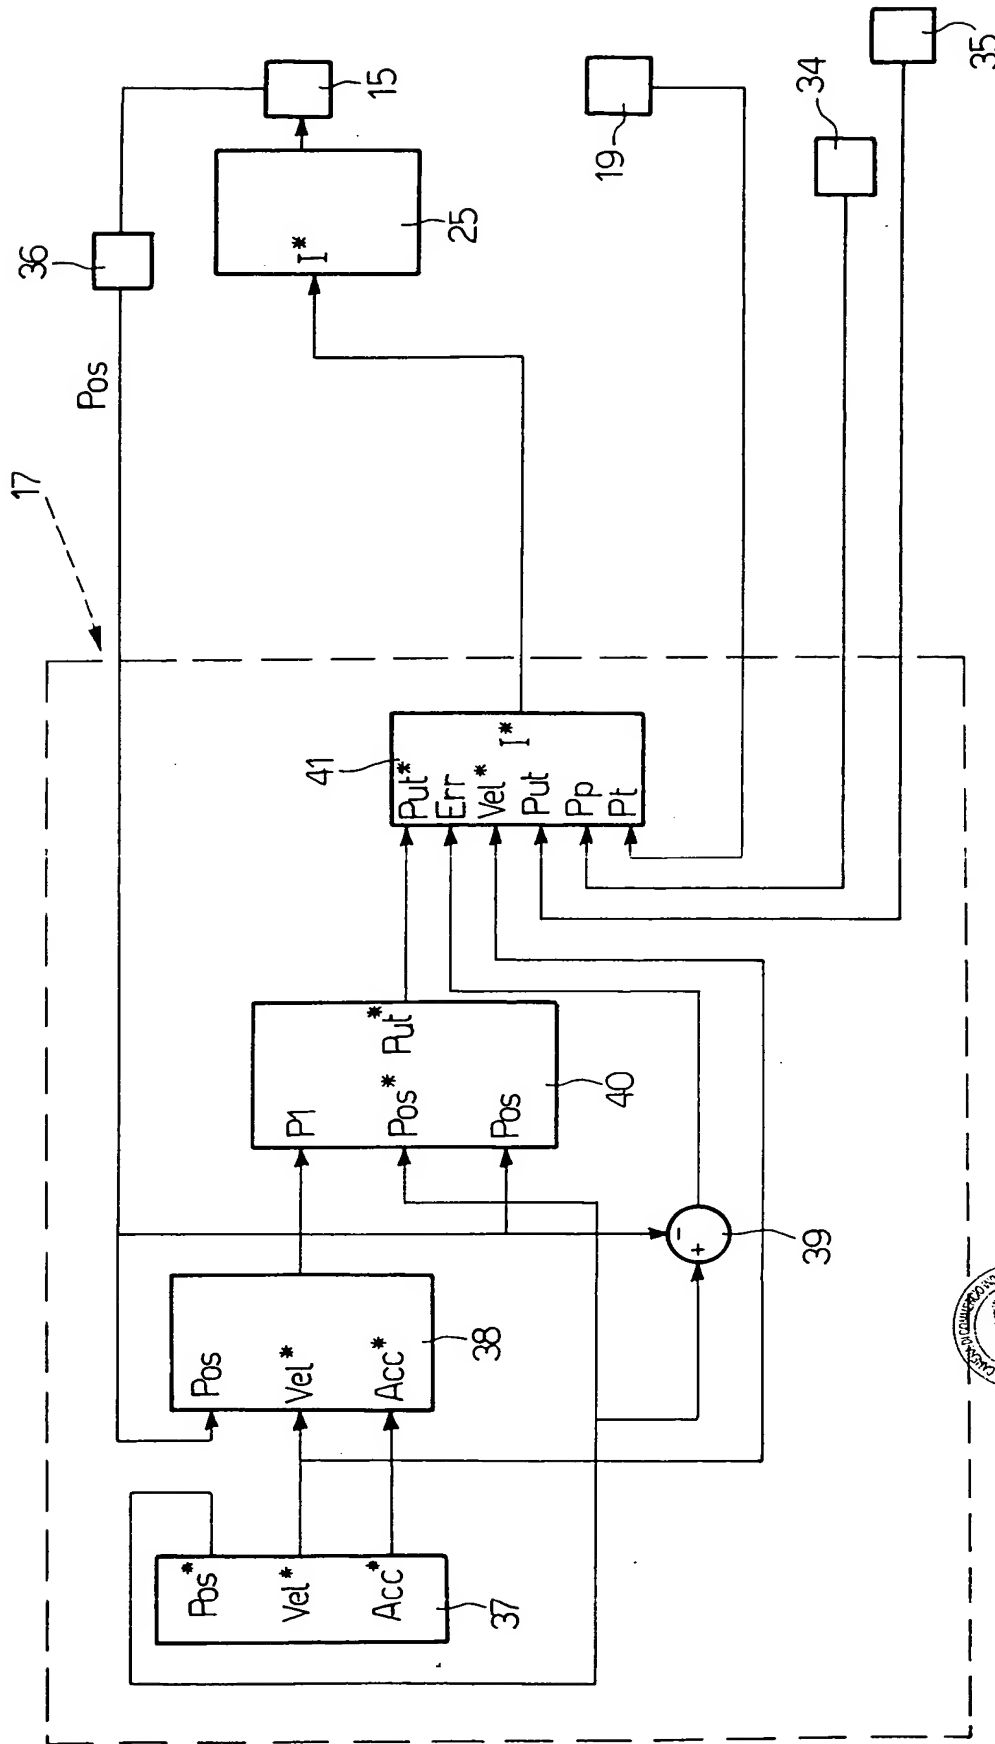 17
36
Pos
15
I*
25
19
34
35
41
Put*
Err
Vel*
Put
Pp
Pt
I*
P1
Pos*
Pos
Put*
40
Pos
Vel*
Acc*
38
- +
39
Pos*
Vel*
Acc*
37